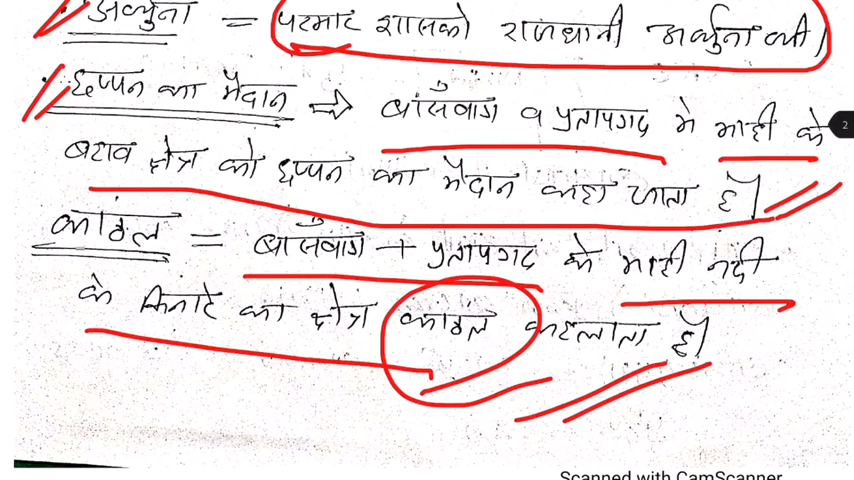 अर्थुना = परमार शासको राजधानी अर्थुना थी।
छप्पन का मैदान ⇒ बांसवाडा व प्रतापगढ मे माही के
2
बहाव क्षेत्र को छप्पन का मैदान कहा जाता है।
कांठल = बांसवाडा + प्रतापगढ के माही नदी
के किनारे का क्षेत्र कांठल कहलाता है।
Scanned with CamScanner